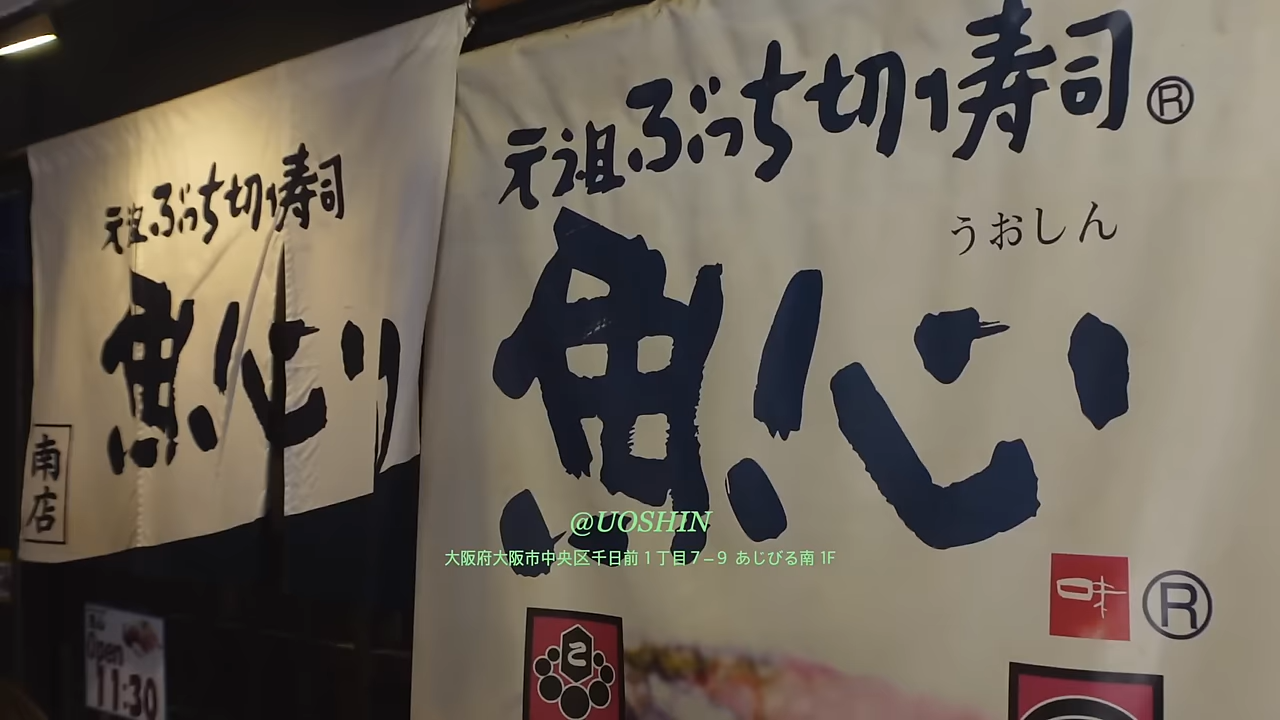 元祖ぶっち切り寿司
魚心
南店
Open
11:30
元祖ぶっち切り寿司®
うおしん
魚心
味®
@UOSHIN
大阪府大阪市中央区千日前1丁目7−9 あじびる南 1F